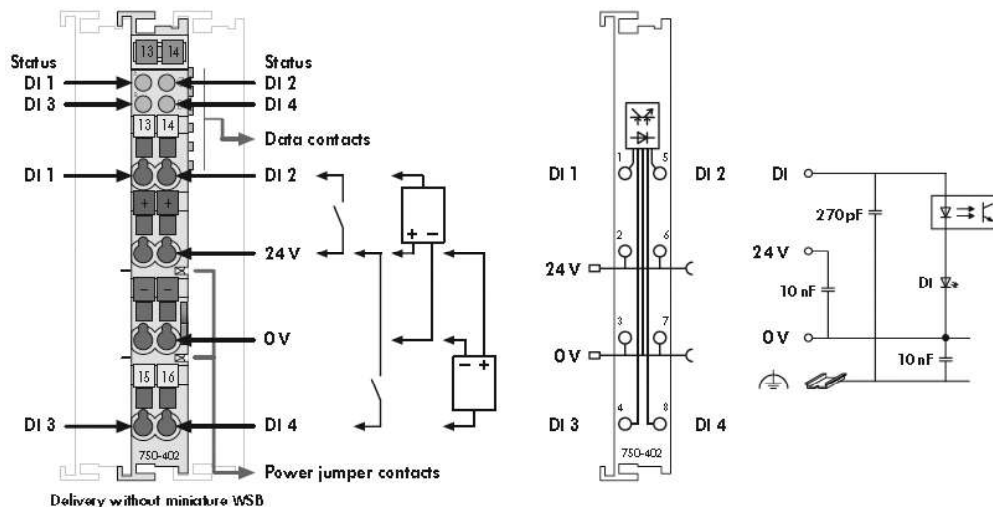 13 14
Status Status
DI 1 DI 2
DI 3 DI 4
13 14
Data contacts
DI 1 DI 2
+ +
+ −
24 V
− −
0 V
− +
15 16
DI 3 DI 4
750-402
Power jumper contacts
Delivery without miniature WSB
1 5
DI 1 DI 2
2 6
24 V
3 7
0 V
4 8
DI 3 DI 4
750-402
DI
270 pF
24 V
10 nF
DI
0 V
10 nF